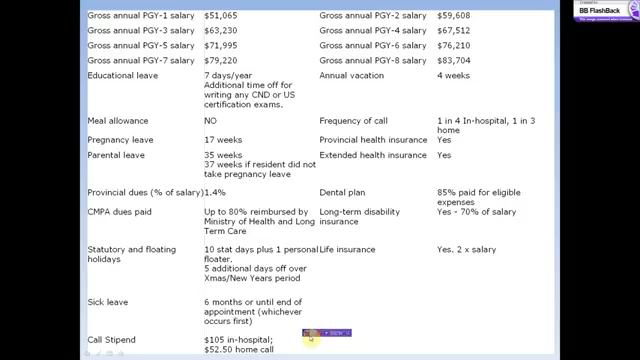 BB FlashBack
Gross annual PGY-1 salary $51,065 Gross annual PGY-2 salary $59,608
Gross annual PGY-3 salary $63,230 Gross annual PGY-4 salary $67,512
Gross annual PGY-5 salary $71,995 Gross annual PGY-6 salary $76,210
Gross annual PGY-7 salary $79,220 Gross annual PGY-8 salary $83,704
Educational leave 7 days/year Annual vacation 4 weeks
Additional time off for
writing any CND or US
certification exams.
Meal allowance NO Frequency of call 1 in 4 In-hospital, 1 in 3
home
Pregnancy leave 17 weeks Provincial health insurance Yes
Parental leave 35 weeks Extended health insurance Yes
37 weeks if resident did not
take pregnancy leave
Provincial dues (% of salary) 1.4% Dental plan 85% paid for eligible
expenses
CMPA dues paid Up to 80% reimbursed by Long-term disability Yes - 70% of salary
Ministry of Health and Long insurance
Term Care
Statutory and floating 10 stat days plus 1 personal Life insurance Yes. 2 x salary
holidays floater.
5 additional days off over
Xmas/New Years period
Sick leave 6 months or until end of
appointment (whichever
occurs first)
Call Stipend $105 in-hospital;
$52.50 home call